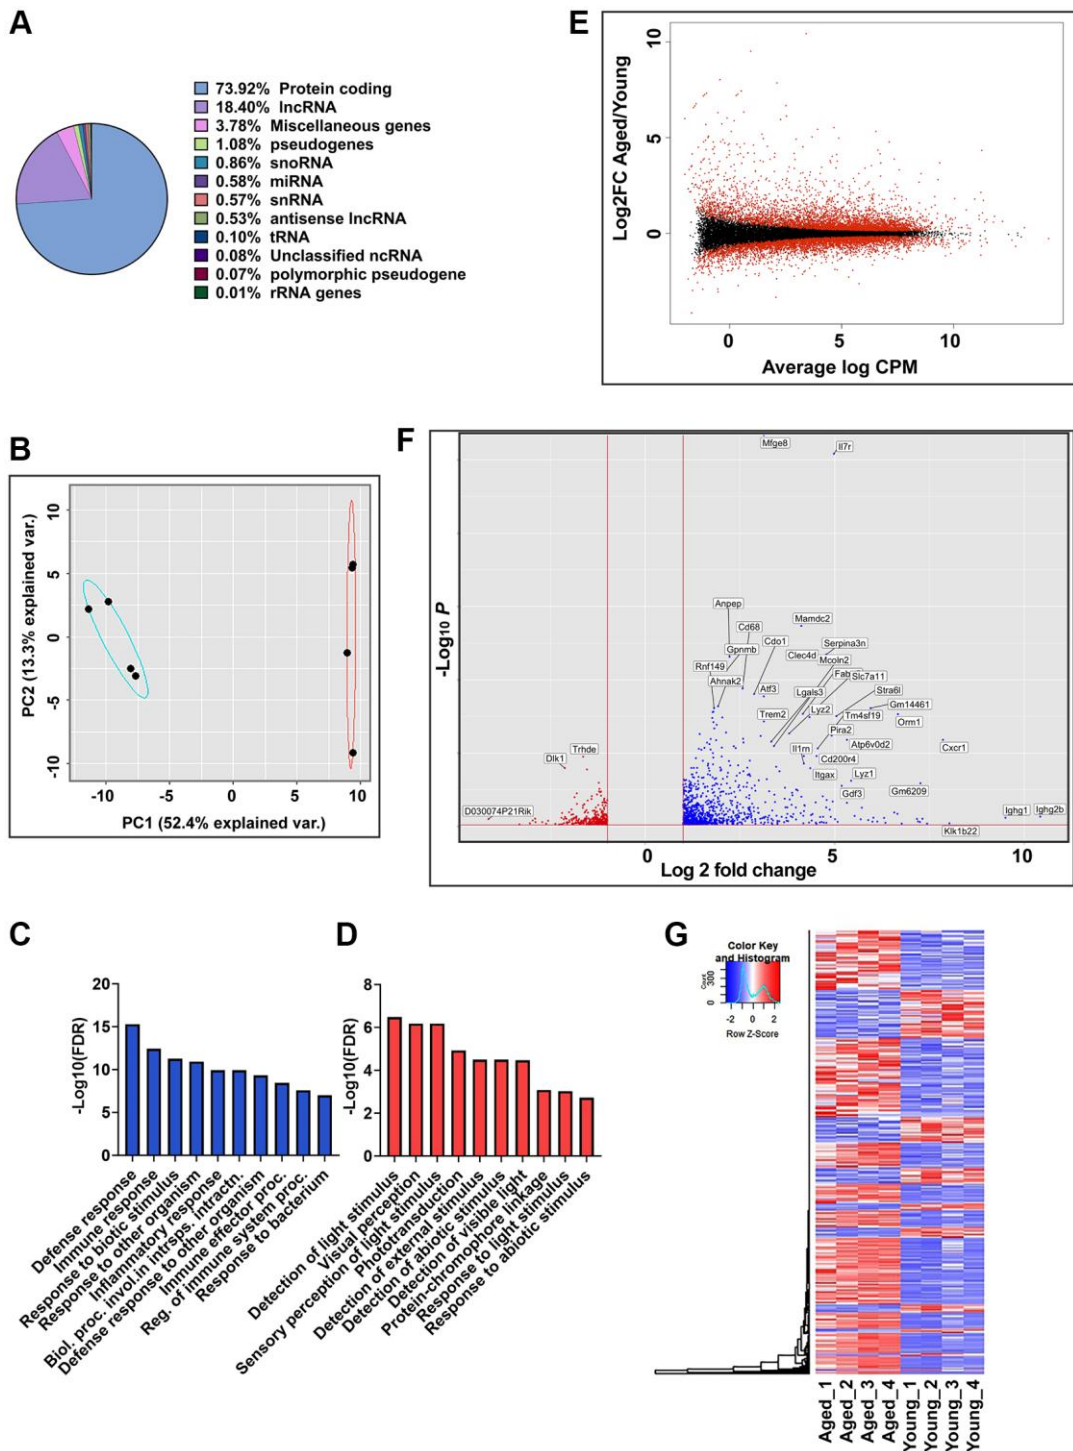 A
73.92% Protein coding
18.40% lncRNA
3.78% Miscellaneous genes
1.08% pseudogenes
0.86% snoRNA
0.58% miRNA
0.57% snRNA
0.53% antisense lncRNA
0.10% tRNA
0.08% Unclassified ncRNA
0.07% polymorphic pseudogene
0.01% rRNA genes
E
Log2FC Aged/Young
10
5
0
0 5 10
Average log CPM
B
PC2 (13.3% explained var.)
10
5
0
-5
-10
-10 -5 0 5 10
PC1 (52.4% explained var.)
F
-Log10 P
Mfge8
Il7r
Anpep
Mamdc2
Cd68
Cdo1
Serpina3n
Gpnmb
Clec4d
Mcoln2
Rnf149
Fab
Slc7a11
Ahnak2
Atf3
Lgals3
Stra6l
Gm14461
Trem2
Lyz2
Tm4sf19
Orm1
Pira2
Il1rn
Atp6v0d2
Cxcr1
Trhde
Dlk1
Cd200r4
Itgax
Lyz1
Gdf3
Gm6209
D030074P21Rik
Ighg1
Ighg2b
Klk1b22
0 5 10
Log 2 fold change
C
-Log10(FDR)
20
15
10
5
0
Defense response
Immune response
Response to biotic stimulus
Response to other organism
Inflammatory response
Biol. proc. invol.in intrsps. intractn.
Defense response to other organism
Immune effector proc.
Reg. of immune system proc.
Response to bacterium
D
-Log10(FDR)
8
6
4
2
0
Detection of light stimulus
Visual perception
Sensory perception of light stimulus
Phototransduction
Detection of external stimulus
Detection of abiotic stimulus
Detection of visible light
Protein-chromophore linkage
Response to light stimulus
Response to abiotic stimulus
G
Color Key
and Histogram
Count
0 300
-2 0 2
Row Z-Score
Aged_1
Aged_2
Aged_3
Aged_4
Young_1
Young_2
Young_3
Young_4